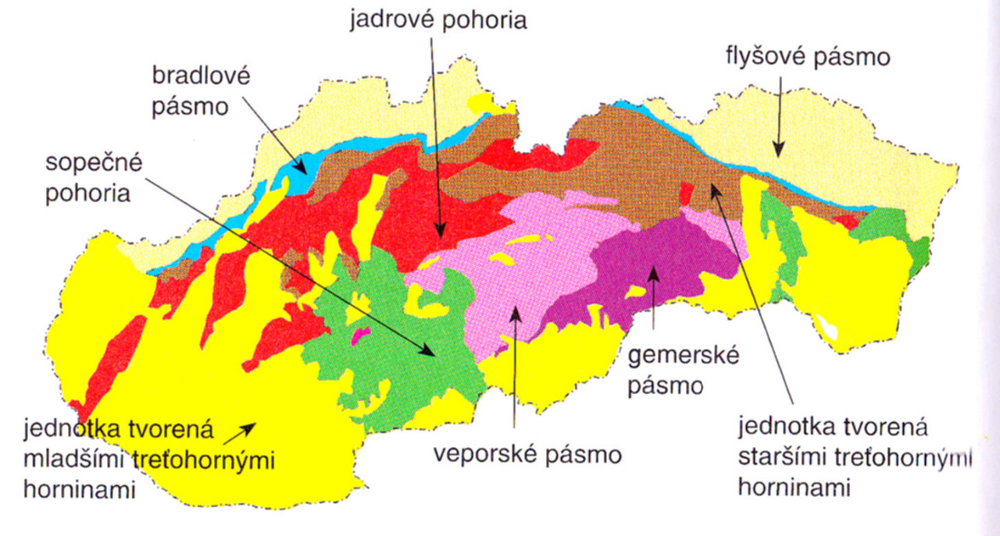 jadrové pohoria
flyšové pásmo
bradlové
pásmo
sopečné
pohoria
gemerské
pásmo
jednotka tvorená
mladšími treťohornými
horninami
veporské pásmo
jednotka tvorená
staršími treťohornými
horninami